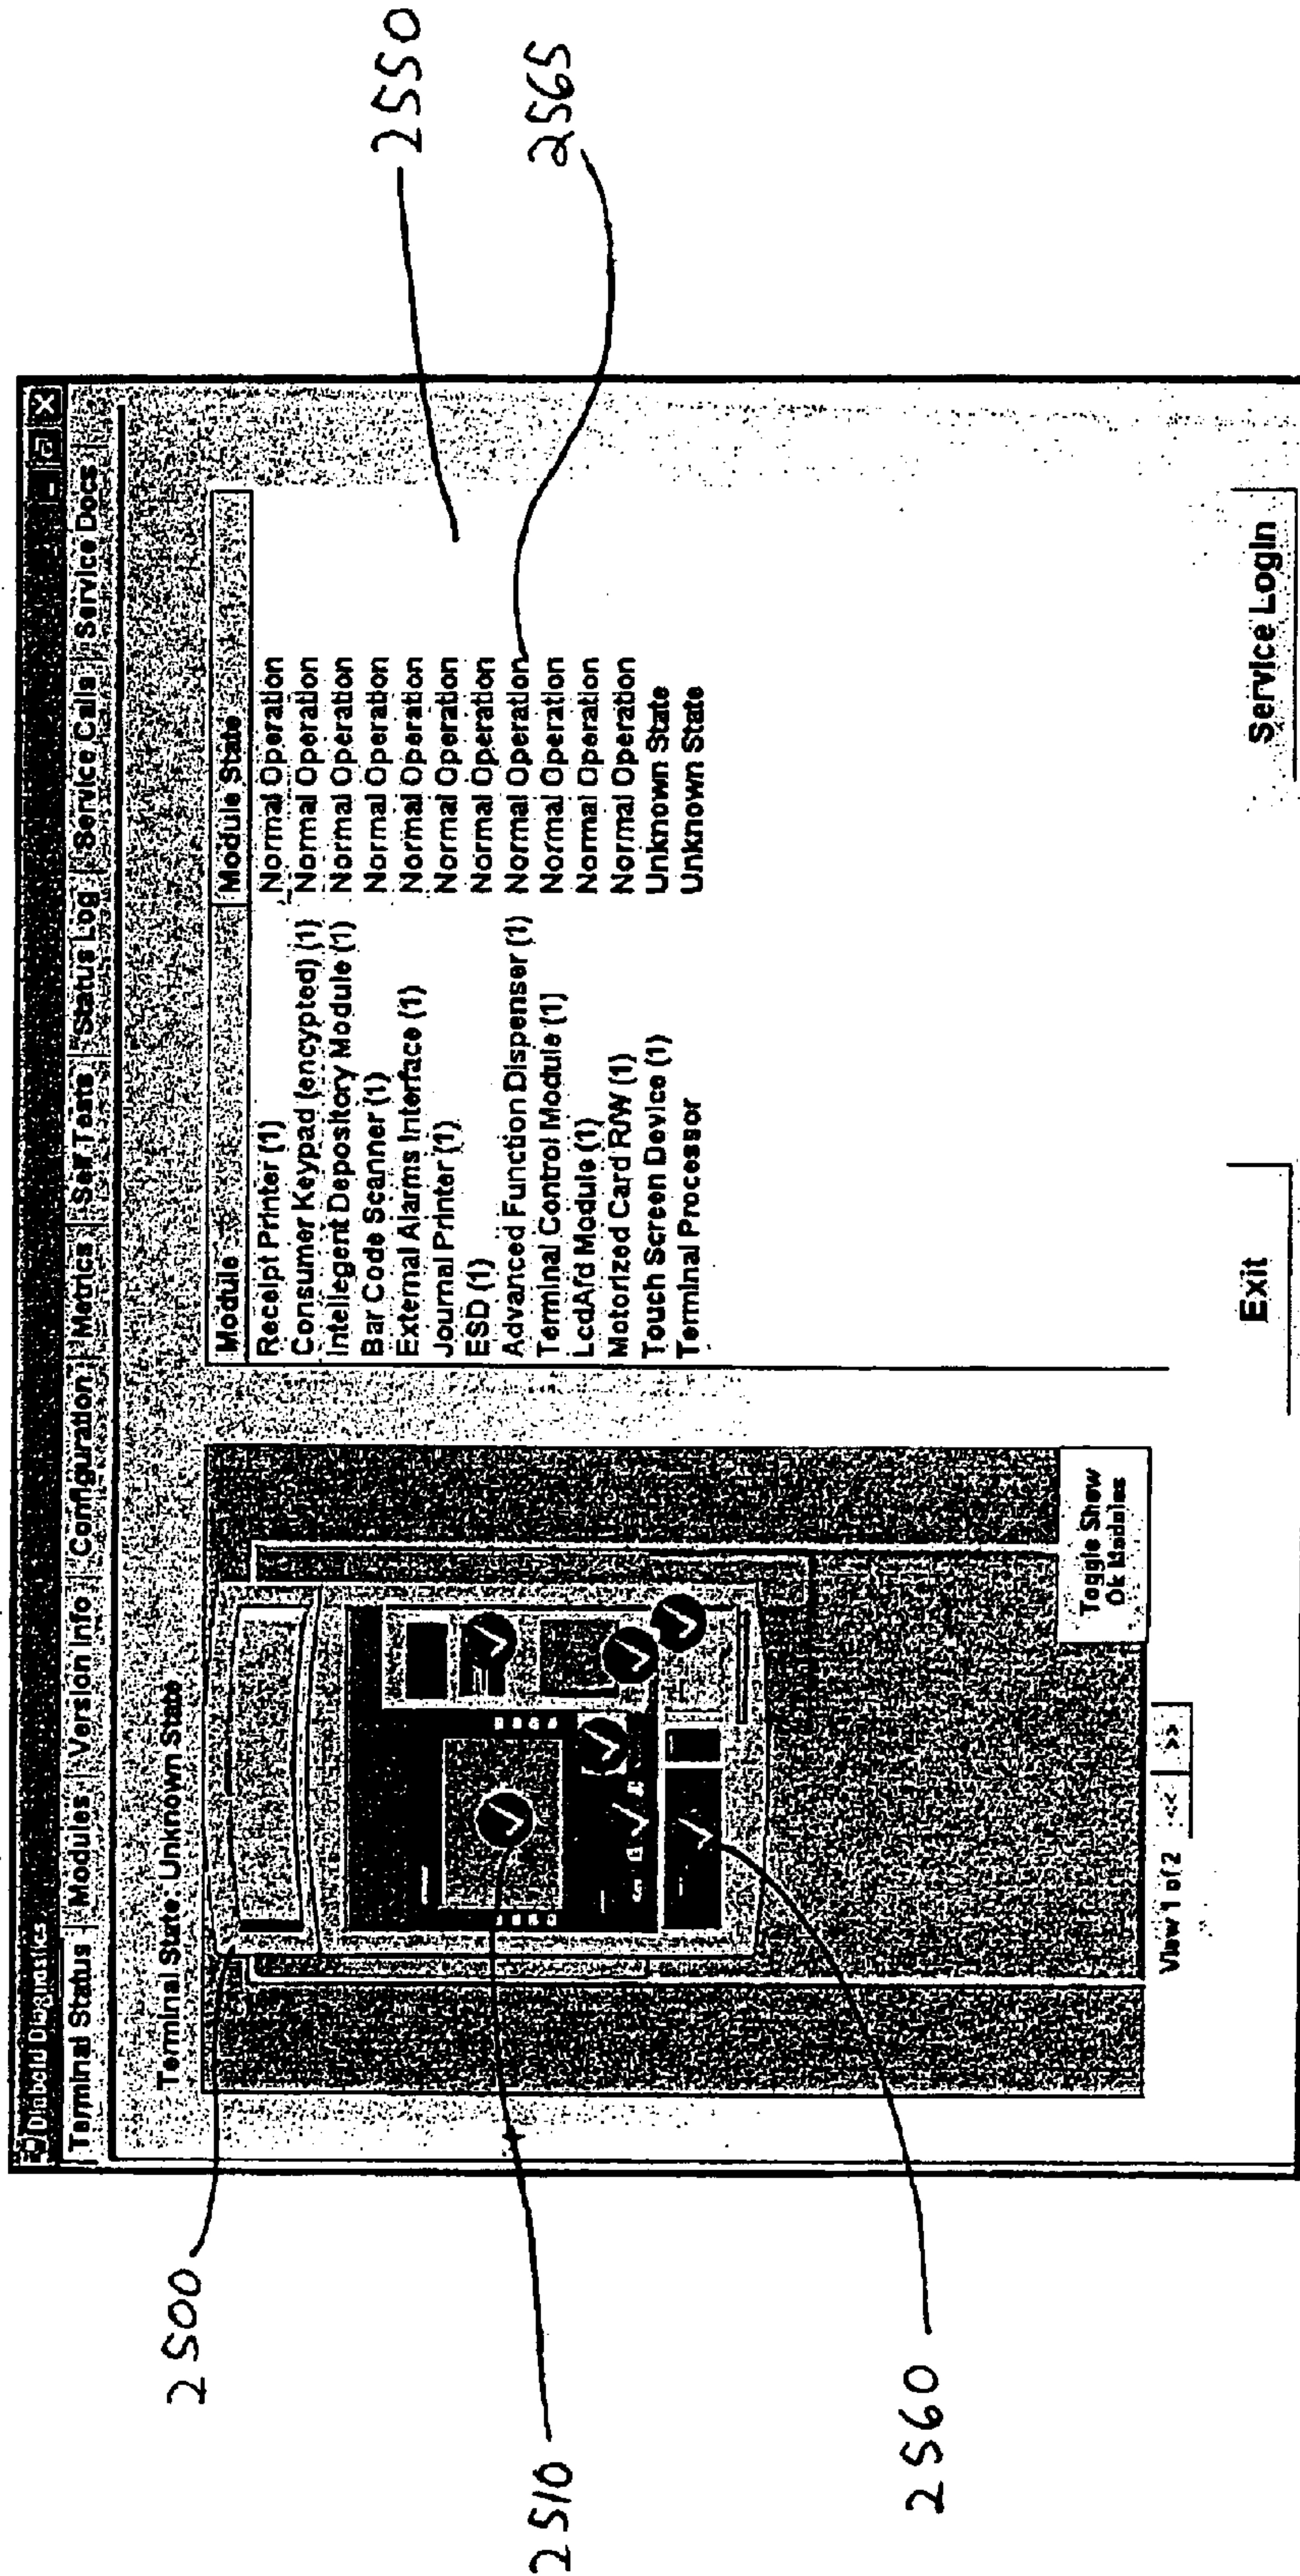 Diebold Diagnostics
Terminal Status Modules Version Info Configuration Metrics Self Tests Status Log Service Calls Service Docs
Terminal State: Unknown State
Module Module State
Receipt Printer (1) Normal Operation
Consumer Keypad (encypted) (1) Normal Operation
Intellegent Depository Module (1) Normal Operation
Bar Code Scanner (1) Normal Operation
External Alarms Interface (1) Normal Operation
Journal Printer (1) Normal Operation
ESD (1) Normal Operation
Advanced Function Dispenser (1) Normal Operation
Terminal Control Module (1) Normal Operation
LcdAfd Module (1) Normal Operation
Motorized Card R/W (1) Normal Operation
Touch Screen Device (1) Unknown State
Terminal Processor Unknown State
Toggle Show
Ok Modules
View 1 of 2 << >>
Exit
Service Login
2500
2510
2560
2550
2565